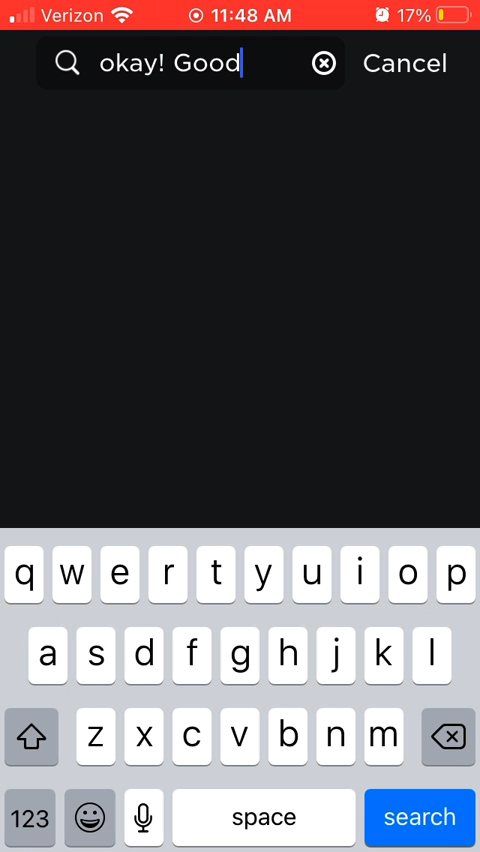 Verizon 11:48 AM 17%
okay! Good Cancel
q w e r t y u i o p
a s d f g h j k l
z x c v b n m
123 space search